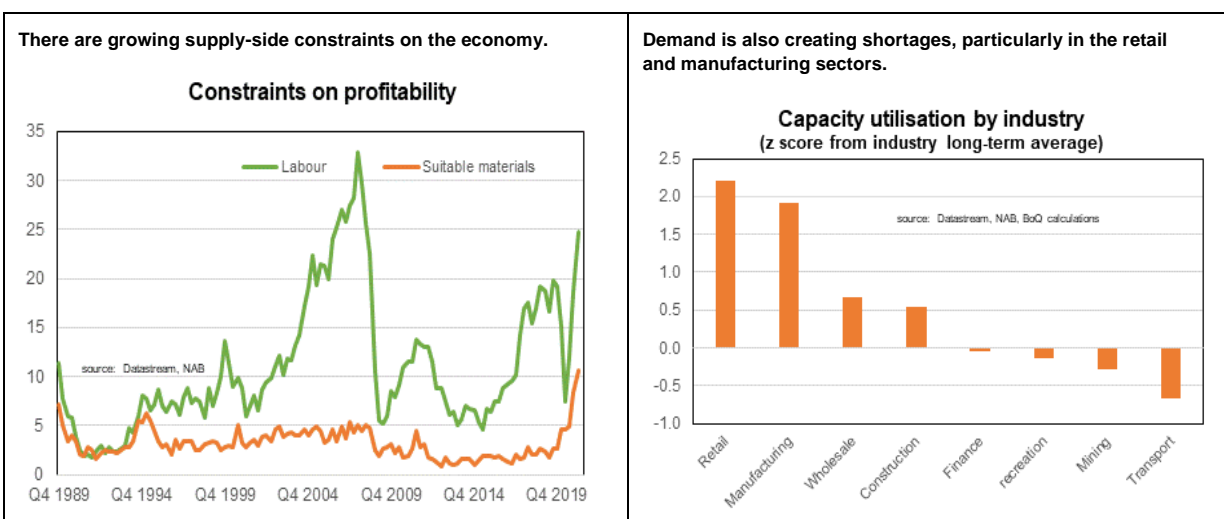 There are growing supply-side constraints on the economy.
Constraints on profitability
35
30
25
20
15
10
5
0
Labour
Suitable materials
source: Datastream, NAB
Q4 1989
Q4 1994
Q4 1999
Q4 2004
Q4 2009
Q4 2014
Q4 2019
Demand is also creating shortages, particularly in the retail
and manufacturing sectors.
Capacity utilisation by industry
(z score from industry long-term average)
2.5
2.0
1.5
1.0
0.5
0.0
-0.5
-1.0
source: Datastream, NAB, BoQ calculations
Retail
Manufacturing
Wholesale
Construction
Finance
recreation
Mining
Transport